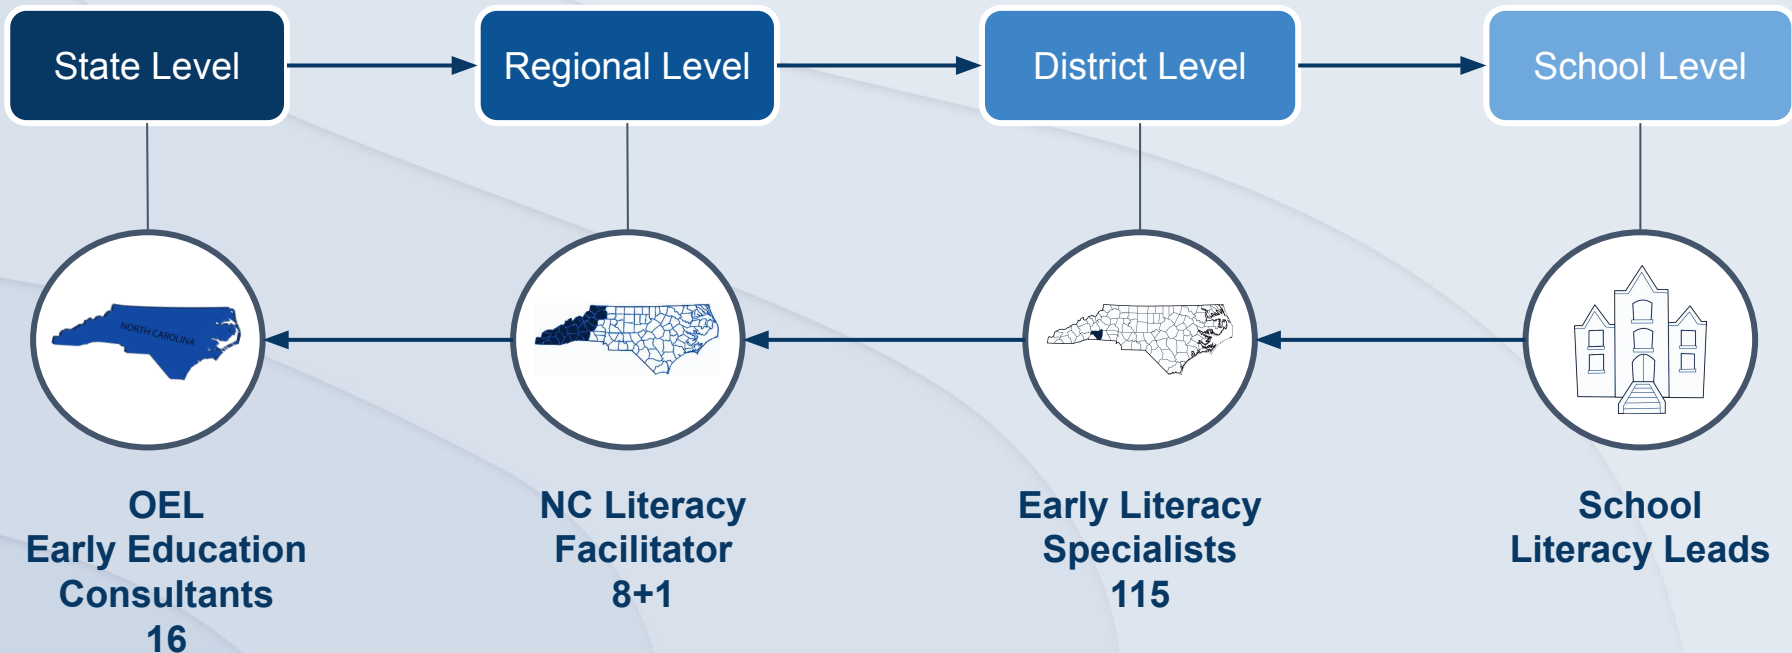 State Level
Regional Level
District Level
School Level
NORTH CAROLINA
OEL
Early Education
Consultants
16
NC Literacy
Facilitator
8+1
Early Literacy
Specialists
115
School
Literacy Leads